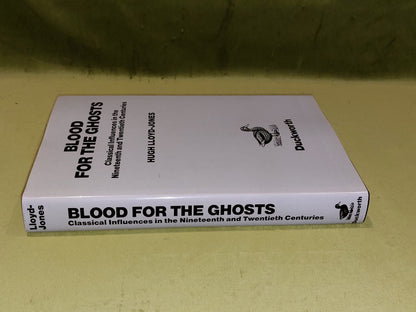 BLOOD
FOR THE GHOSTS
Classical Influences in the
Nineteenth and Twentieth Centuries
HUGH LLOYD-JONES
Duckworth
Lloyd-
Jones
BLOOD FOR THE GHOSTS
Classical Influences in the Nineteenth and Twentieth Centuries
Duckworth